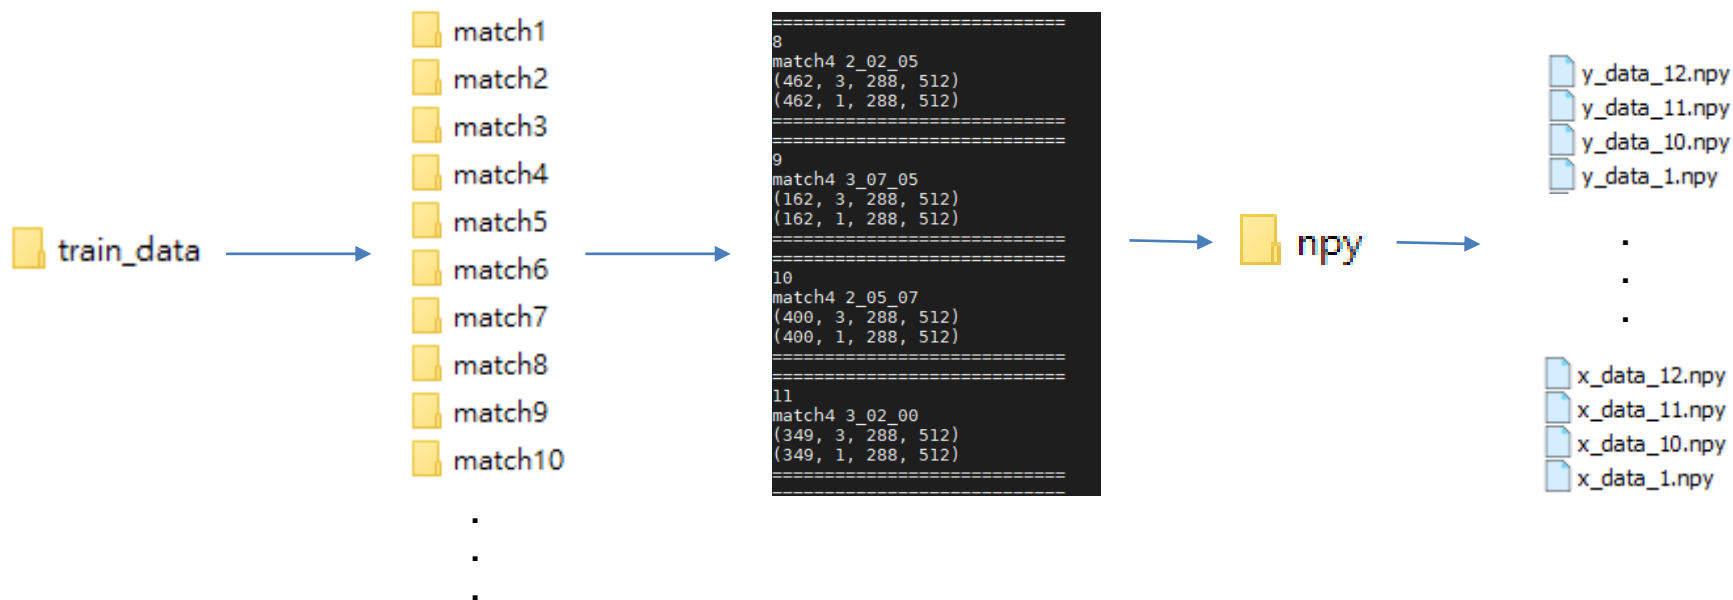 train_data
match1
match2
match3
match4
match5
match6
match7
match8
match9
match10
.
.
.
============================
8
match4 2_02_05
(462, 3, 288, 512)
(462, 1, 288, 512)
============================
============================
9
match4 3_07_05
(162, 3, 288, 512)
(162, 1, 288, 512)
============================
============================
10
match4 2_05_07
(400, 3, 288, 512)
(400, 1, 288, 512)
============================
============================
11
match4 3_02_00
(349, 3, 288, 512)
(349, 1, 288, 512)
============================
============================
npy
y_data_12.npy
y_data_11.npy
y_data_10.npy
y_data_1.npy
.
.
.
x_data_12.npy
x_data_11.npy
x_data_10.npy
x_data_1.npy